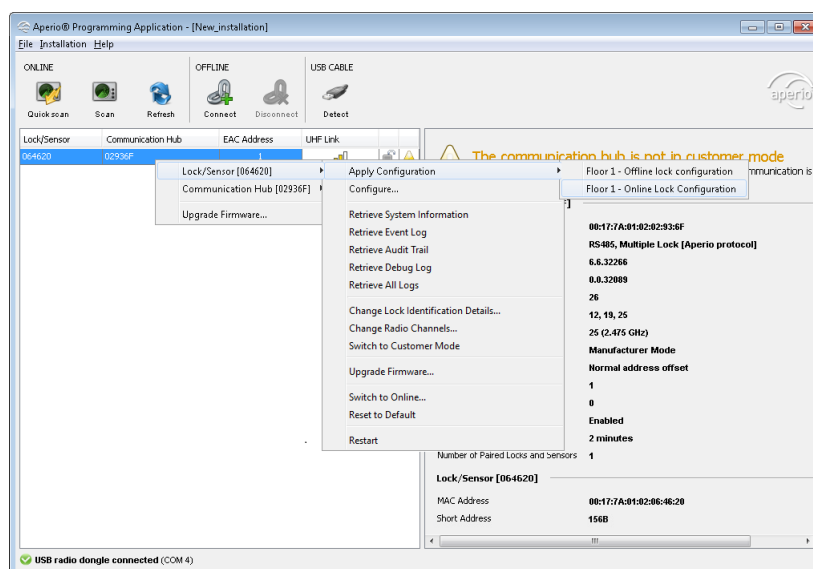 Aperio® Programming Application - [New_installation]
File Installation Help
ONLINE OFFLINE USB CABLE
Quick scan Scan Refresh Connect Disconnect Detect
aperio
Lock/Sensor Communication Hub EAC Address UHF Link
064620 02936F 1
The communication hub is not in customer mode
mmunication is
Lock/Sensor [064620]
Communication Hub [02936F]
Upgrade Firmware...
Apply Configuration
Configure...
Retrieve System Information
Retrieve Event Log
Retrieve Audit Trail
Retrieve Debug Log
Retrieve All Logs
Change Lock Identification Details...
Change Radio Channels...
Switch to Customer Mode
Upgrade Firmware...
Switch to Online...
Reset to Default
Restart
Floor 1 - Offline lock configuration
Floor 1 - Online Lock Configuration
00:17:7A:01:02:02:93:6F
RS485, Multiple Lock [Aperio protocol]
6.6.32266
0.0.32089
26
12, 19, 25
25 (2.475 GHz)
Manufacturer Mode
Normal address offset
1
0
Enabled
2 minutes
Number of Paired Locks and Sensors 1
Lock/Sensor [064620]
MAC Address 00:17:7A:01:02:06:46:20
Short Address 156B
USB radio dongle connected (COM 4)